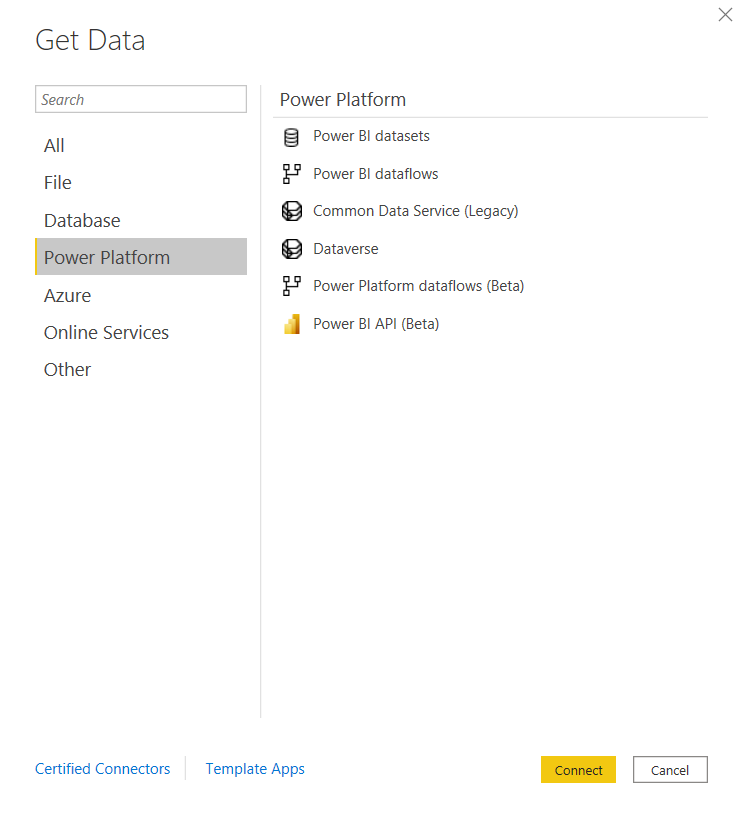 Get Data
Search
All
File
Database
Power Platform
Azure
Online Services
Other
Power Platform
Power BI datasets
Power BI dataflows
Common Data Service (Legacy)
Dataverse
Power Platform dataflows (Beta)
Power BI API (Beta)
Certified Connectors
Template Apps
Connect
Cancel